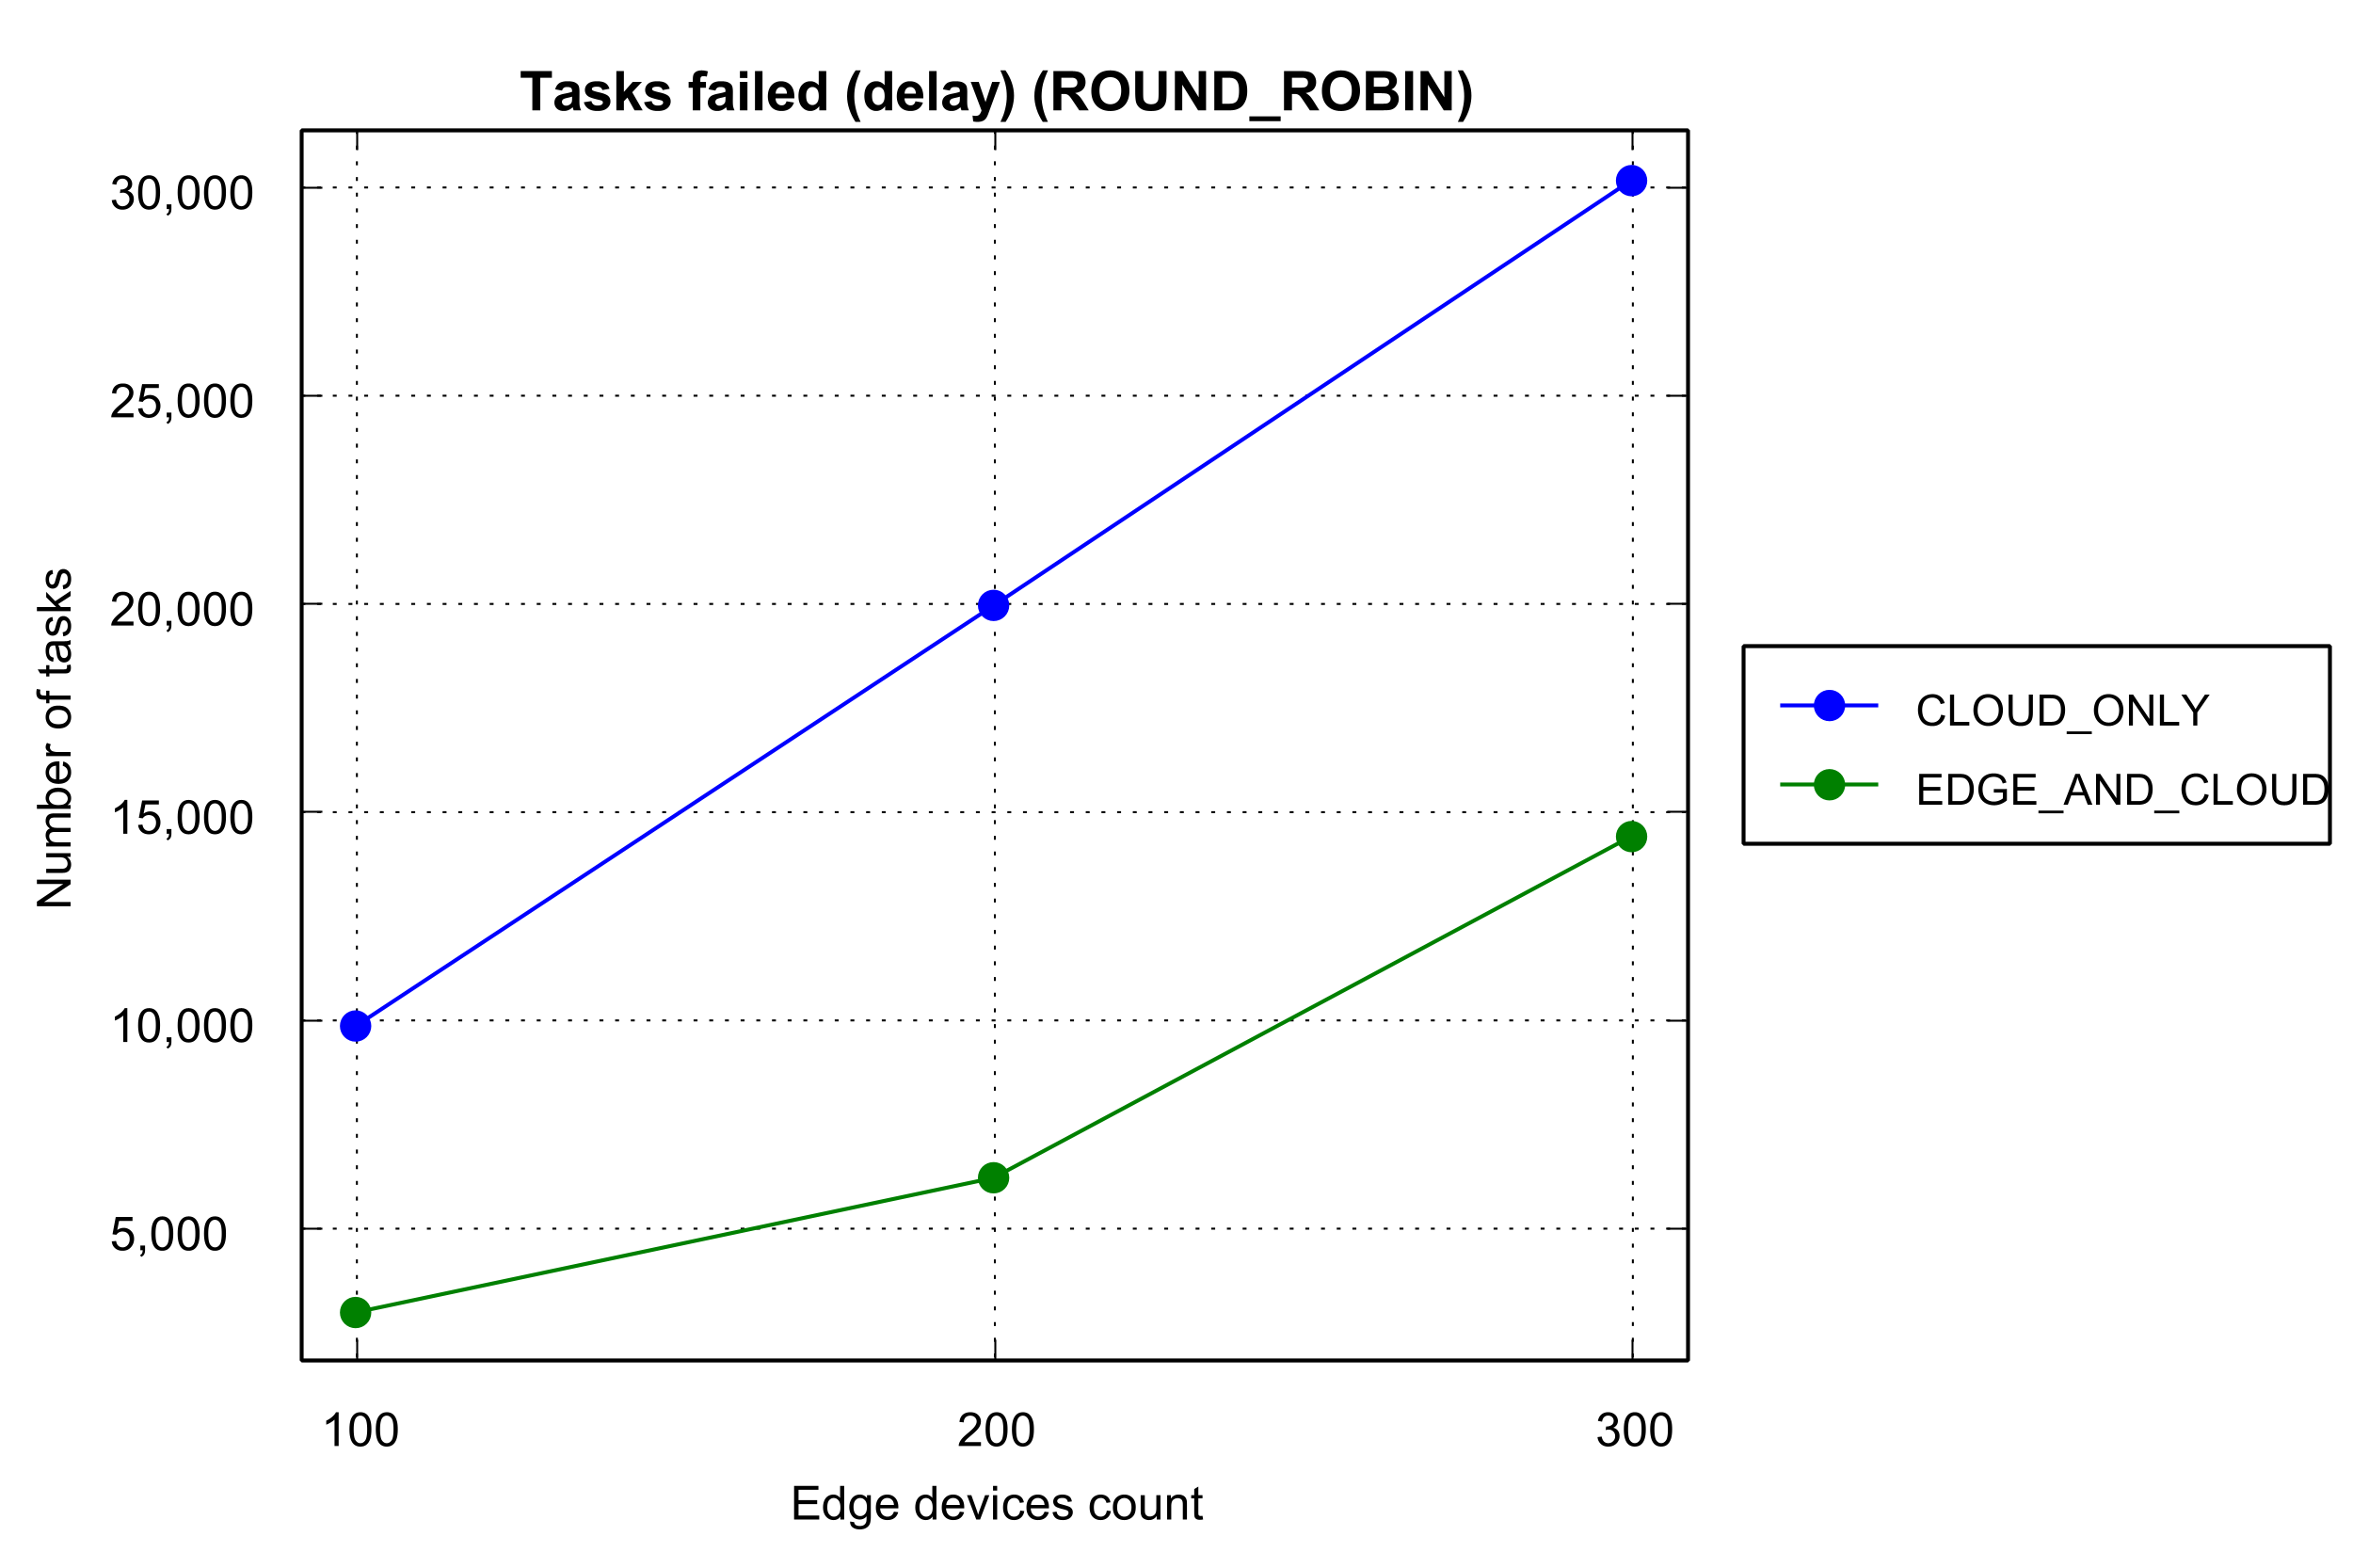 Tasks failed (delay) (ROUND_ROBIN)
30,000
25,000
20,000
15,000
10,000
5,000
Number of tasks
100 200 300
Edge devices count
CLOUD_ONLY
EDGE_AND_CLOUD